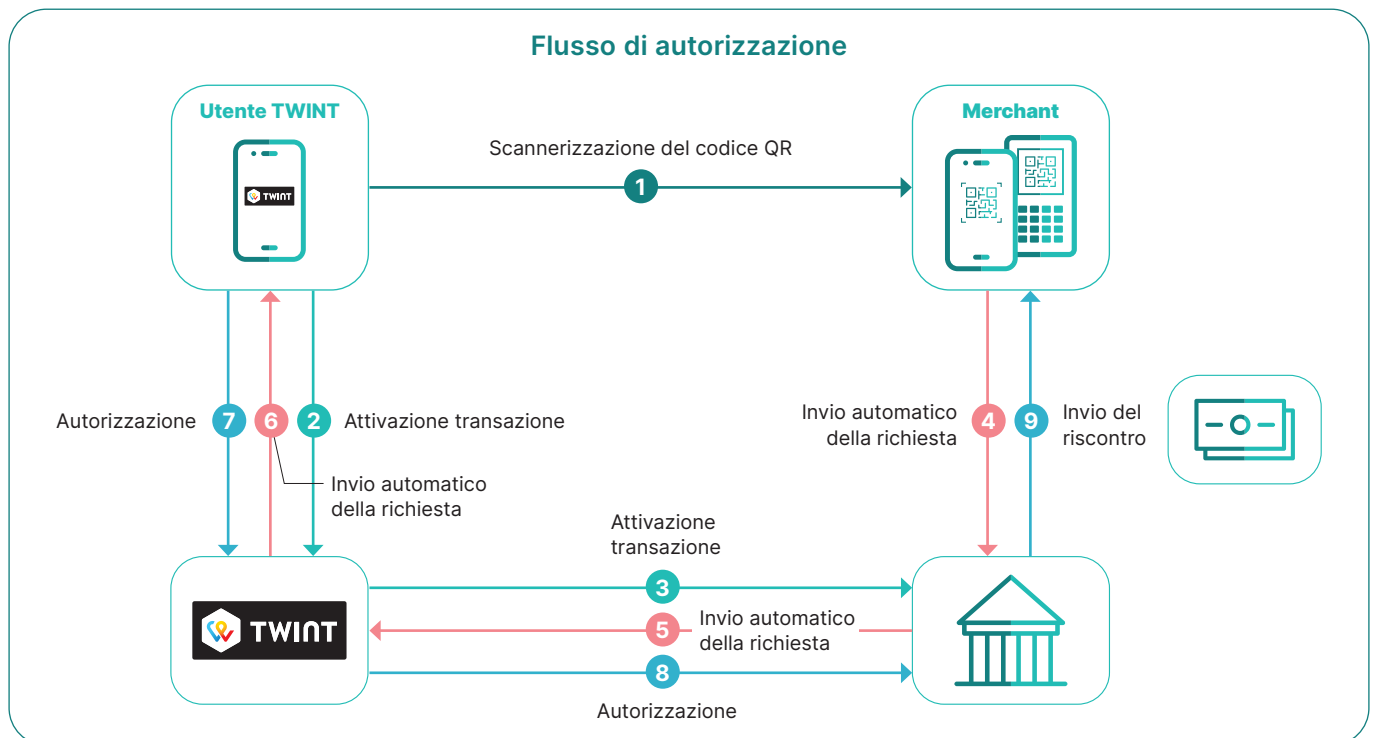 Flusso di autorizzazione
Utente TWINT
Merchant
TWINT
Scannerizzazione del codice QR
1
Autorizzazione
7
6
2
Attivazione transazione
Invio automatico
della richiesta
Invio automatico
della richiesta
4
9
Invio del
riscontro
Attivazione
transazione
3
5
Invio automatico
della richiesta
8
Autorizzazione
TWINT